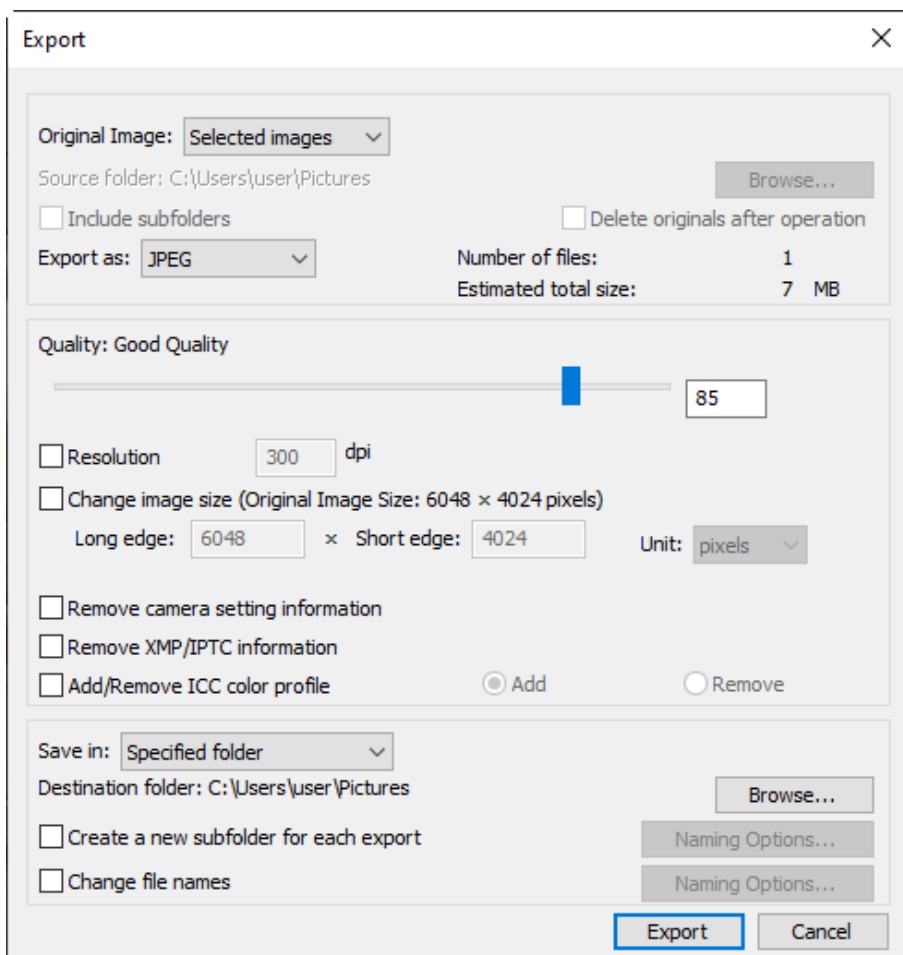 Export
Original Image: Selected images
Source folder: C:\Users\user\Pictures Browse...
Include subfolders Delete originals after operation
Export as: JPEG Number of files: 1
Estimated total size: 7 MB
Quality: Good Quality
85
Resolution 300 dpi
Change image size (Original Image Size: 6048 × 4024 pixels)
Long edge: 6048 × Short edge: 4024 Unit: pixels
Remove camera setting information
Remove XMP/IPTC information
Add/Remove ICC color profile Add Remove
Save in: Specified folder
Destination folder: C:\Users\user\Pictures Browse...
Create a new subfolder for each export Naming Options...
Change file names Naming Options...
Export Cancel